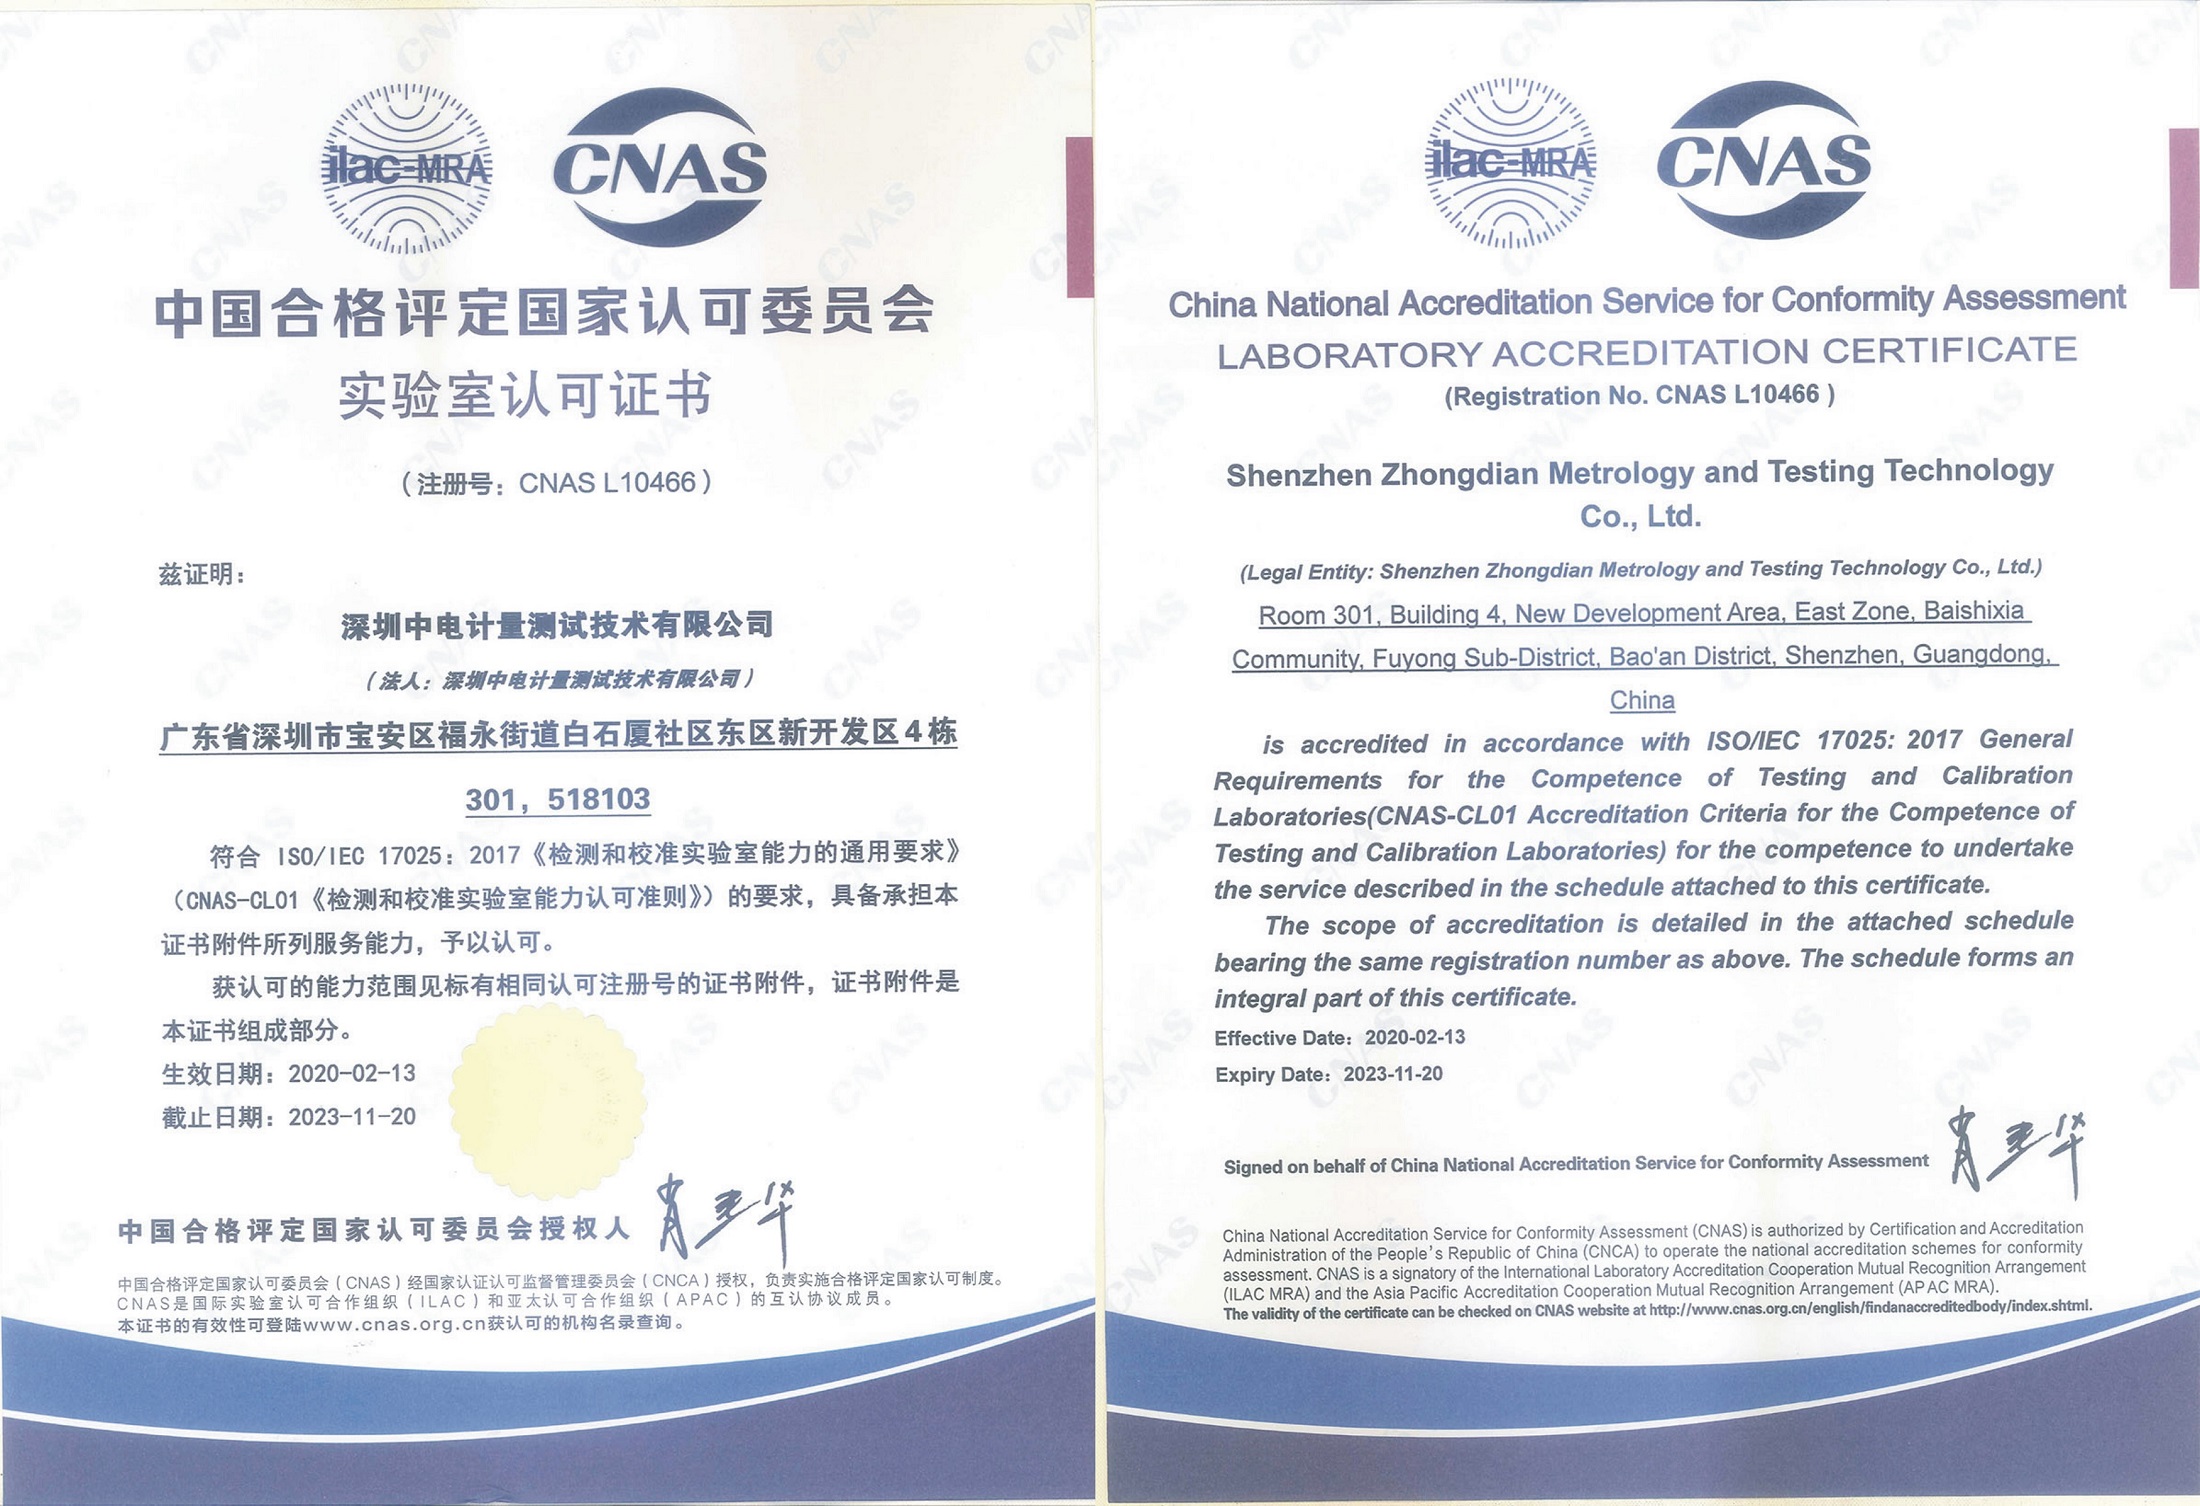 ilac-MRA
CNAS
中国合格评定国家认可委员会
实验室认可证书
（注册号：CNAS L10466）
兹证明：
深圳中电计量测试技术有限公司
（法人：深圳中电计量测试技术有限公司）
广东省深圳市宝安区福永街道白石厦社区东区新开发区4栋
301，518103
符合 ISO/IEC 17025：2017《检测和校准实验室能力的通用要求》
（CNAS-CL01《检测和校准实验室能力认可准则》）的要求，具备承担本
证书附件所列服务能力，予以认可。
获认可的能力范围见标有相同认可注册号的证书附件，证书附件是
本证书组成部分。
生效日期：2020-02-13
截止日期：2023-11-20
中国合格评定国家认可委员会授权人
中国合格评定国家认可委员会（CNAS）经国家认证认可监督管理委员会（CNCA）授权，负责实施合格评定国家认可制度。
CNAS是国际实验室认可合作组织（ILAC）和亚太认可合作组织（APAC）的互认协议成员。
本证书的有效性可登陆www.cnas.org.cn获认可的机构名录查询。
ilac-MRA
CNAS
China National Accreditation Service for Conformity Assessment
LABORATORY ACCREDITATION CERTIFICATE
(Registration No. CNAS L10466 )
Shenzhen Zhongdian Metrology and Testing Technology
Co., Ltd.
(Legal Entity: Shenzhen Zhongdian Metrology and Testing Technology Co., Ltd.)
Room 301, Building 4, New Development Area, East Zone, Baishixia
Community, Fuyong Sub-District, Bao'an District, Shenzhen, Guangdong,
China
is accredited in accordance with ISO/IEC 17025: 2017 General
Requirements for the Competence of Testing and Calibration
Laboratories(CNAS-CL01 Accreditation Criteria for the Competence of
Testing and Calibration Laboratories) for the competence to undertake
the service described in the schedule attached to this certificate.
The scope of accreditation is detailed in the attached schedule
bearing the same registration number as above. The schedule forms an
integral part of this certificate.
Effective Date：2020-02-13
Expiry Date：2023-11-20
Signed on behalf of China National Accreditation Service for Conformity Assessment
China National Accreditation Service for Conformity Assessment (CNAS) is authorized by Certification and Accreditation
Administration of the People's Republic of China (CNCA) to operate the national accreditation schemes for conformity
assessment. CNAS is a signatory of the International Laboratory Accreditation Cooperation Mutual Recognition Arrangement
(ILAC MRA) and the Asia Pacific Accreditation Cooperation Mutual Recognition Arrangement (APAC MRA).
The validity of the certificate can be checked on CNAS website at http://www.cnas.org.cn/english/findanaccreditedbody/index.shtml.